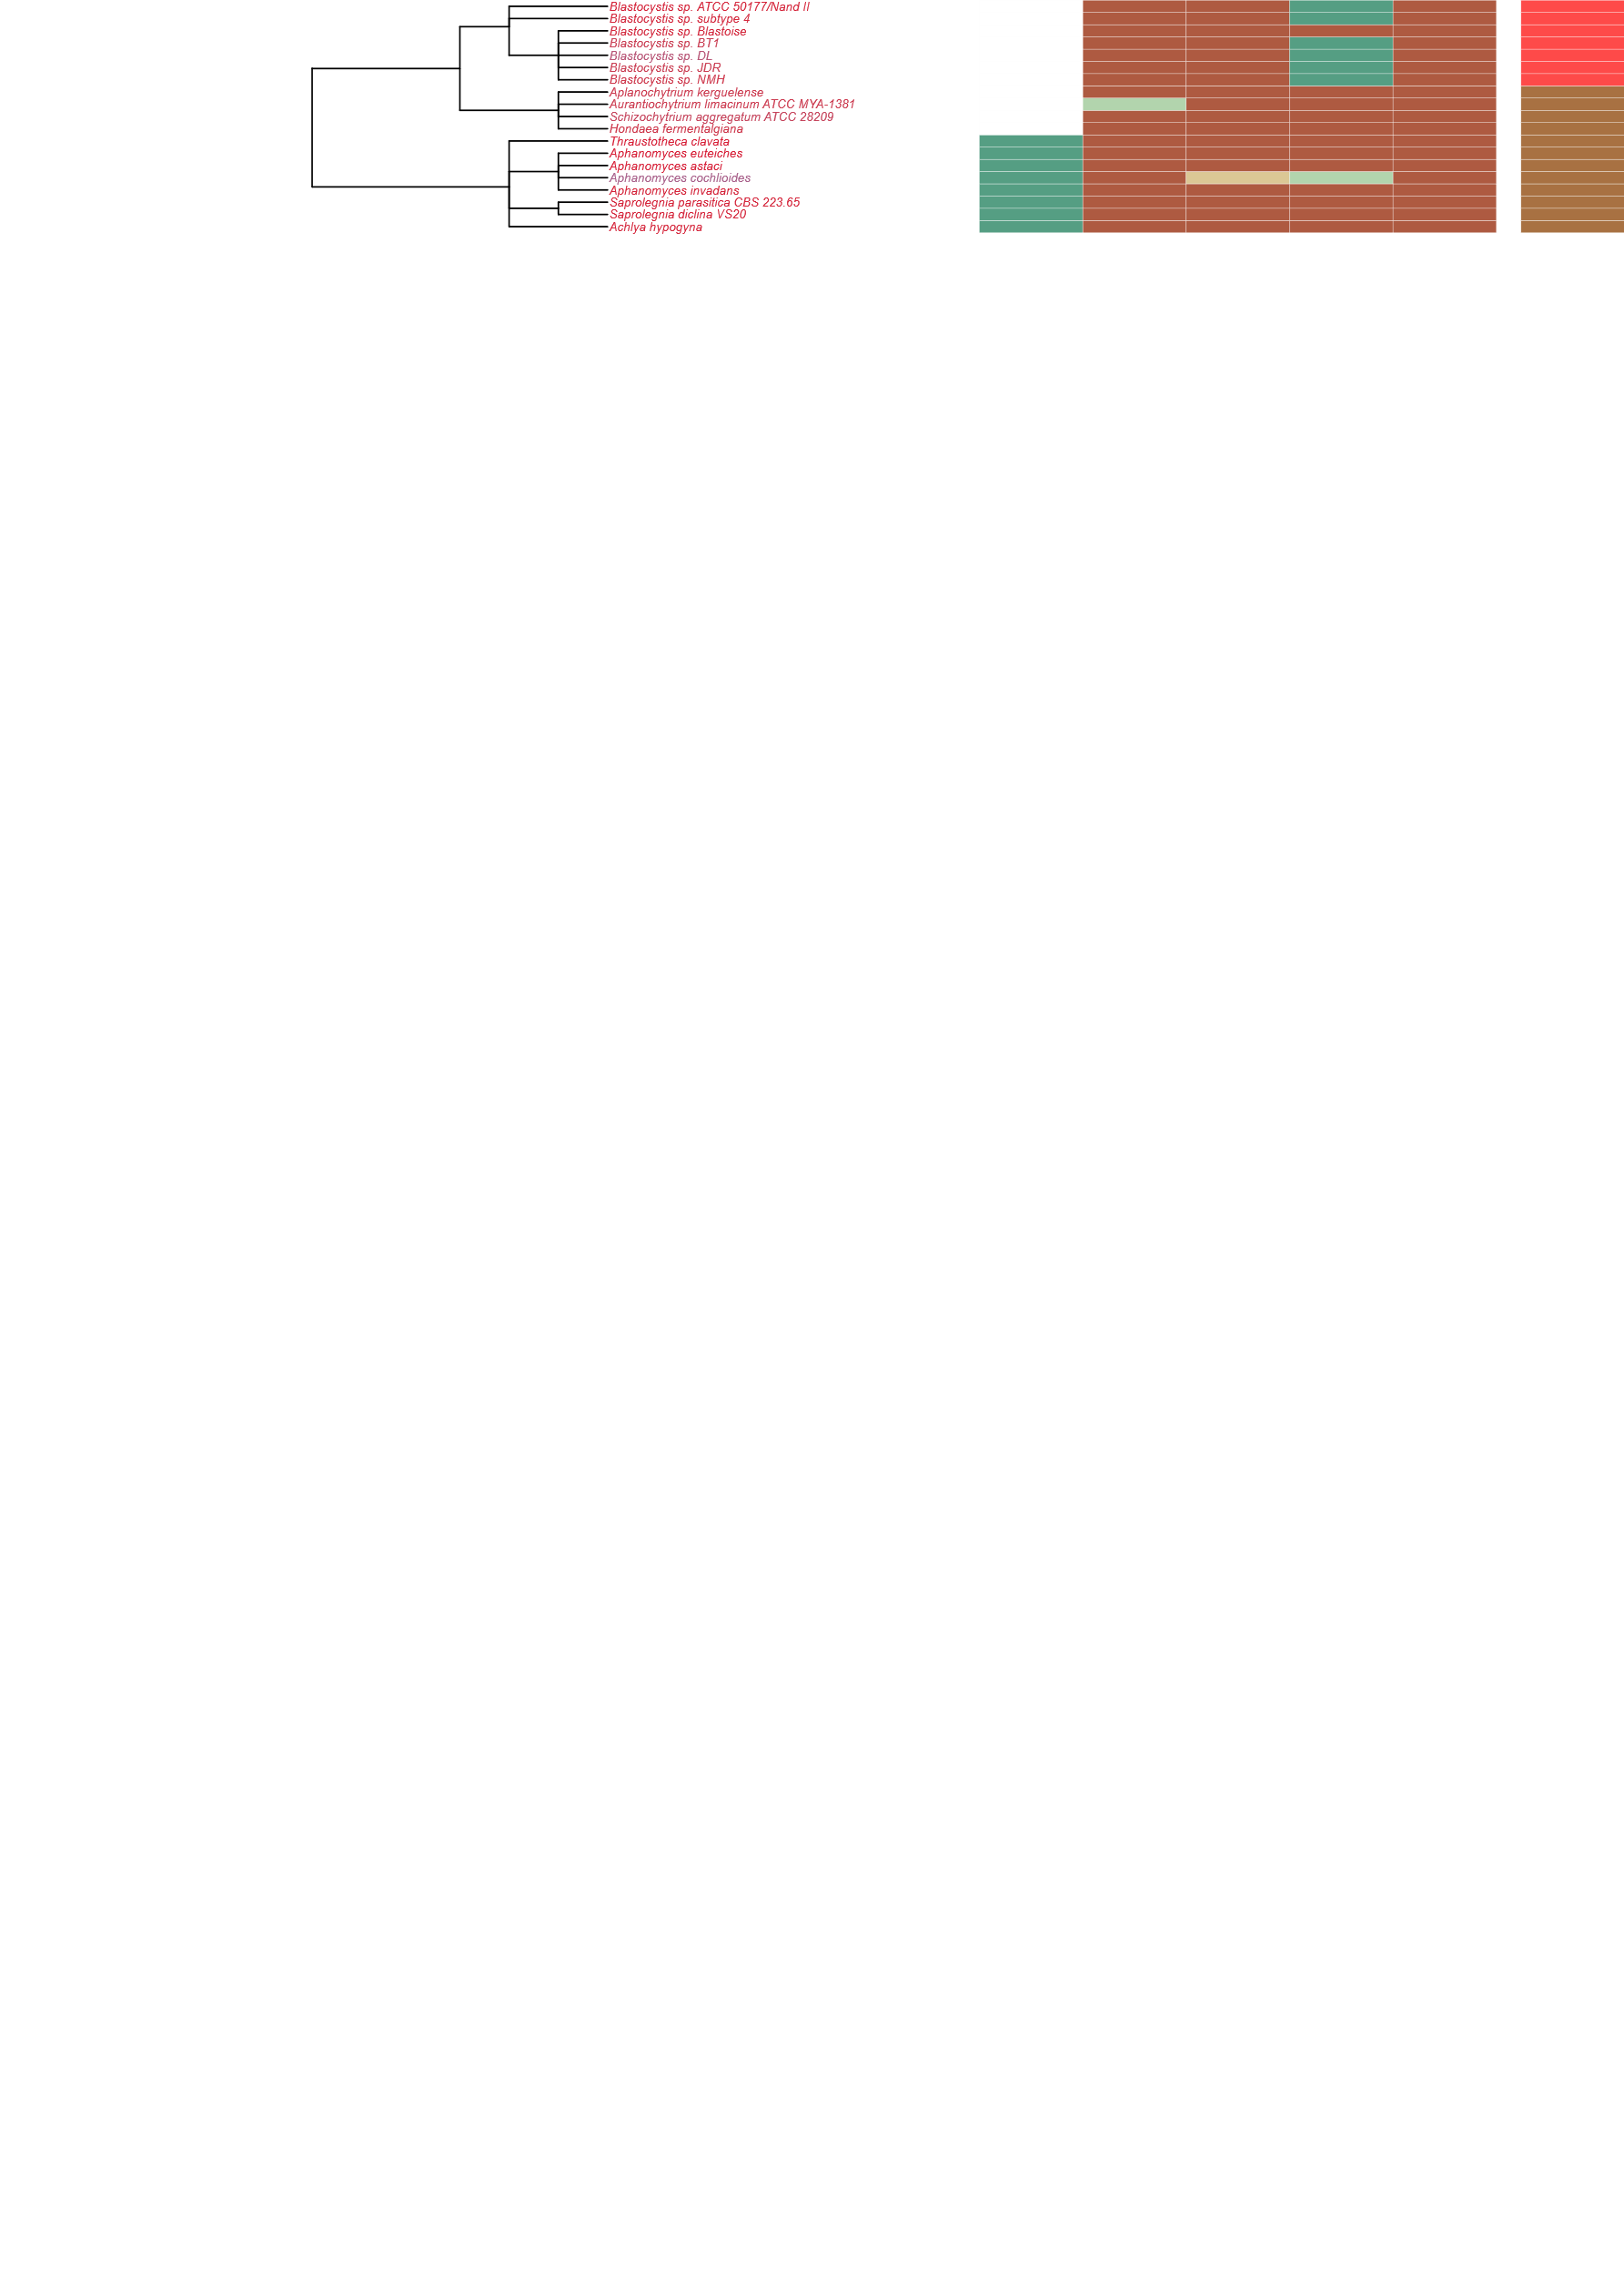 Blastocystis sp. ATCC 50177/Nand II
Blastocystis sp. subtype 4
Blastocystis sp. Blastoise
Blastocystis sp. BT1
Blastocystis sp. DL
Blastocystis sp. JDR
Blastocystis sp. NMH
Aplanochytrium kerguelense
Aurantiochytrium limacinum ATCC MYA-1381
Schizochytrium aggregatum ATCC 28209
Hondaea fermentalgiana
Thraustotheca clavata
Aphanomyces euteiches
Aphanomyces astaci
Aphanomyces cochlioides
Aphanomyces invadans
Saprolegnia parasitica CBS 223.65
Saprolegnia diclina VS20
Achlya hypogyna